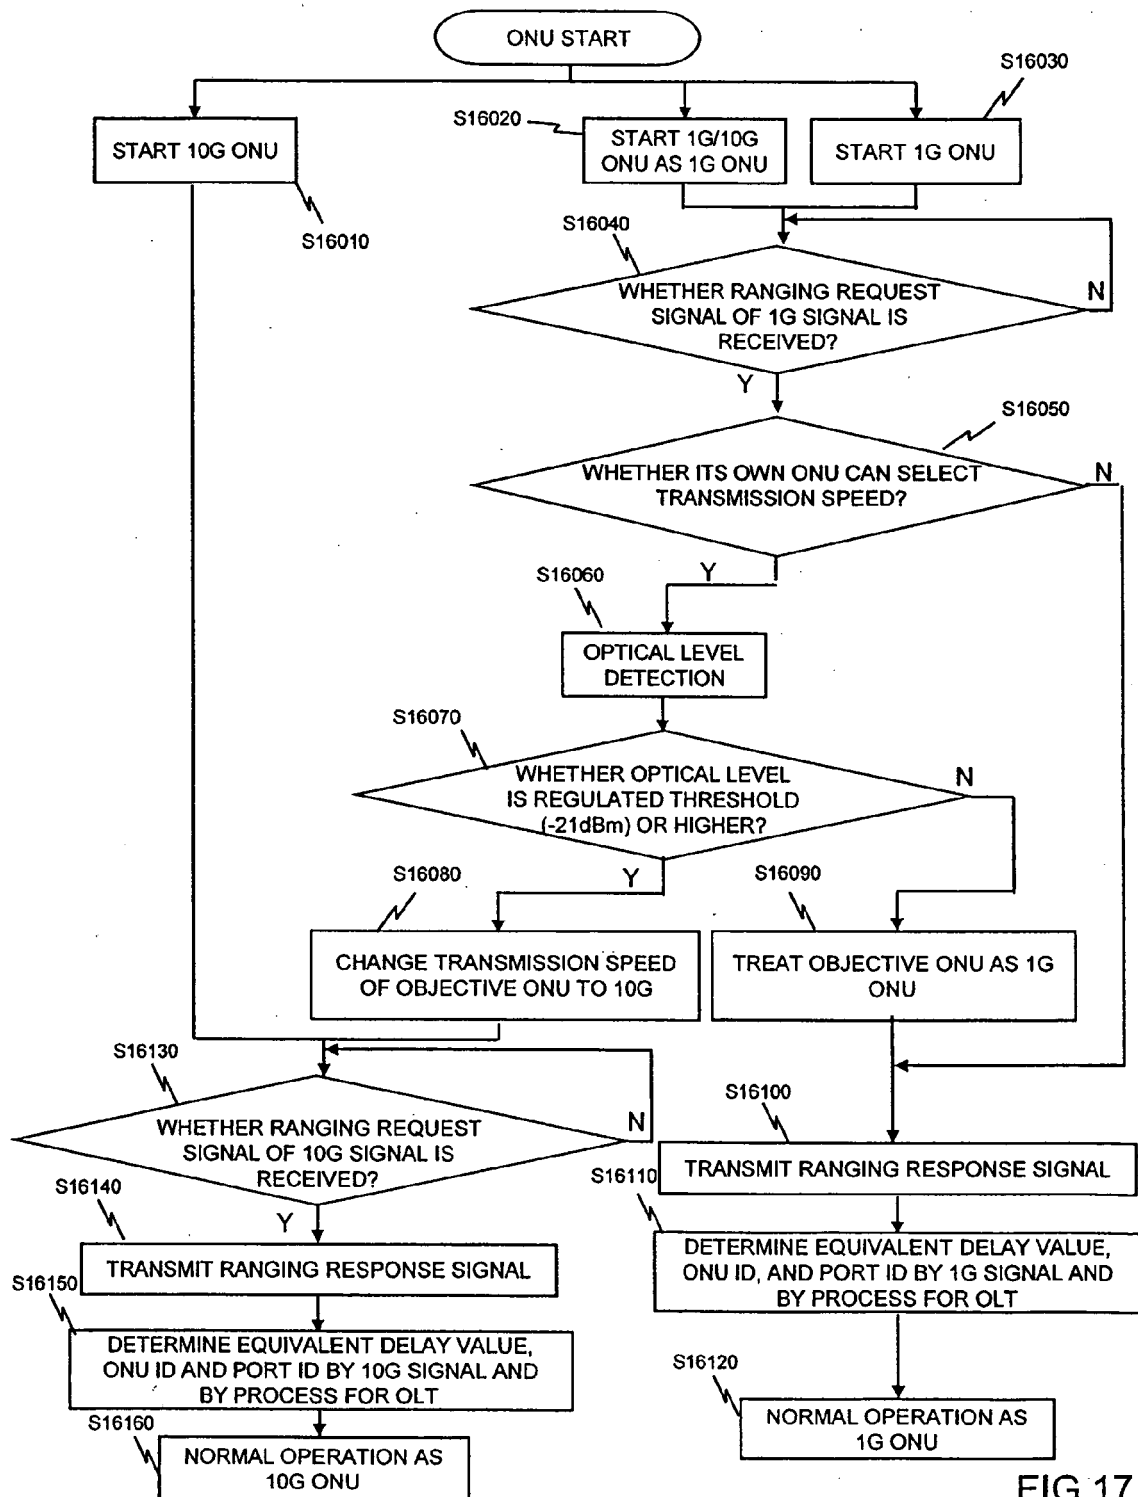 ONU START
S16030
S16020
START 10G ONU
START 1G/10G
ONU AS 1G ONU
START 1G ONU
S16010
S16040
WHETHER RANGING REQUEST
SIGNAL OF 1G SIGNAL IS
RECEIVED?
N
Y
S16050
WHETHER ITS OWN ONU CAN SELECT
TRANSMISSION SPEED?
N
Y
S16060
OPTICAL LEVEL
DETECTION
S16070
WHETHER OPTICAL LEVEL
IS REGULATED THRESHOLD
(-21dBm) OR HIGHER?
N
Y
S16080
S16090
CHANGE TRANSMISSION SPEED
OF OBJECTIVE ONU TO 10G
TREAT OBJECTIVE ONU AS 1G
ONU
S16130
WHETHER RANGING REQUEST
SIGNAL OF 10G SIGNAL IS
RECEIVED?
N
Y
S16100
TRANSMIT RANGING RESPONSE SIGNAL
S16110
DETERMINE EQUIVALENT DELAY VALUE,
ONU ID, AND PORT ID BY 1G SIGNAL AND
BY PROCESS FOR OLT
S16140
TRANSMIT RANGING RESPONSE SIGNAL
S16150
DETERMINE EQUIVALENT DELAY VALUE,
ONU ID AND PORT ID BY 10G SIGNAL AND
BY PROCESS FOR OLT
S16120
NORMAL OPERATION AS
1G ONU
S16160
NORMAL OPERATION AS
10G ONU
FIG.17